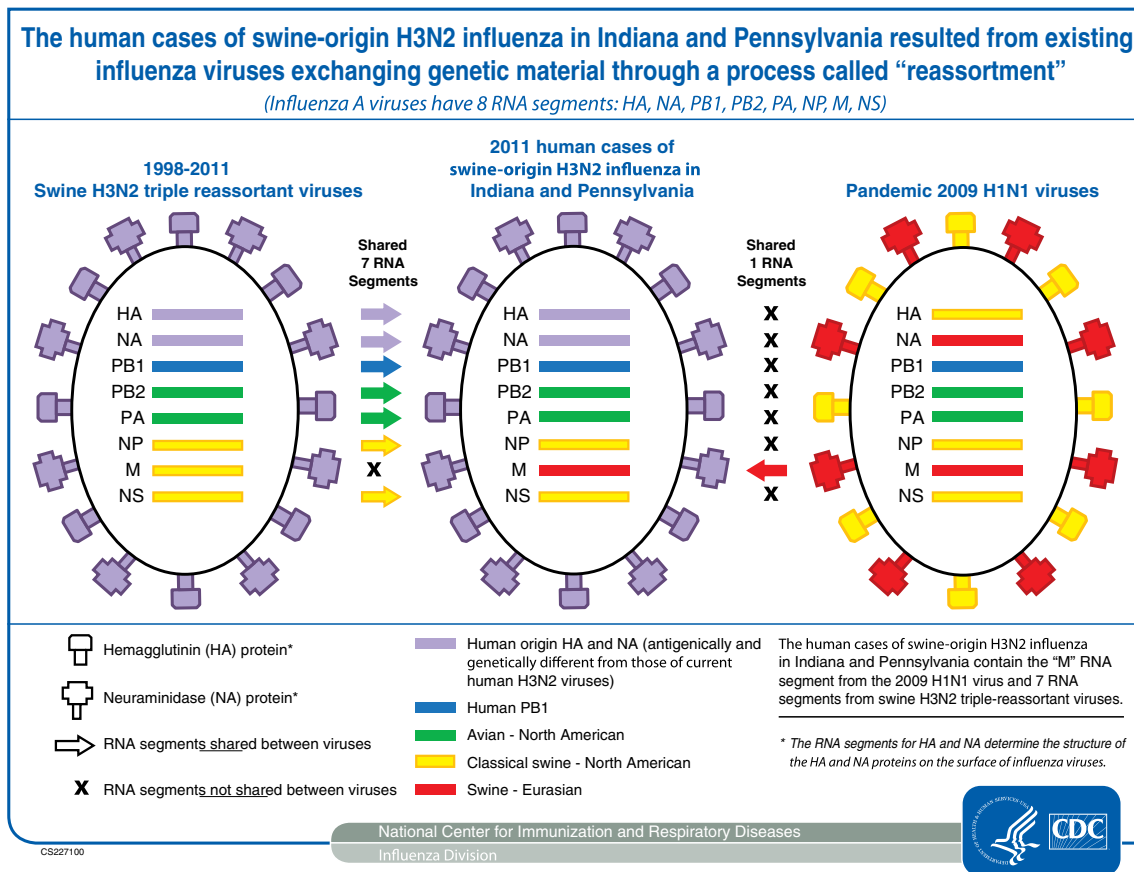 The human cases of swine-origin H3N2 influenza in Indiana and Pennsylvania resulted from existing
influenza viruses exchanging genetic material through a process called “reassortment”
(Influenza A viruses have 8 RNA segments: HA, NA, PB1, PB2, PA, NP, M, NS)
1998-2011
Swine H3N2 triple reassortant viruses
2011 human cases of
swine-origin H3N2 influenza in
Indiana and Pennsylvania
Pandemic 2009 H1N1 viruses
Shared
7 RNA
Segments
Shared
1 RNA
Segments
HA
NA
PB1
PB2
PA
NP
M
NS
X
HA
NA
PB1
PB2
PA
NP
M
NS
X
X
X
X
X
X
X
HA
NA
PB1
PB2
PA
NP
M
NS
Hemagglutinin (HA) protein*
Neuraminidase (NA) protein*
RNA segments shared between viruses
X RNA segments not shared between viruses
Human origin HA and NA (antigenically and
genetically different from those of current
human H3N2 viruses)
Human PB1
Avian - North American
Classical swine - North American
Swine - Eurasian
The human cases of swine-origin H3N2 influenza
in Indiana and Pennsylvania contain the “M” RNA
segment from the 2009 H1N1 virus and 7 RNA
segments from swine H3N2 triple-reassortant viruses.
* The RNA segments for HA and NA determine the structure of
the HA and NA proteins on the surface of influenza viruses.
National Center for Immunization and Respiratory Diseases
Influenza Division
DEPARTMENT OF HEALTH & HUMAN SERVICES • USA
CDC
CS227100